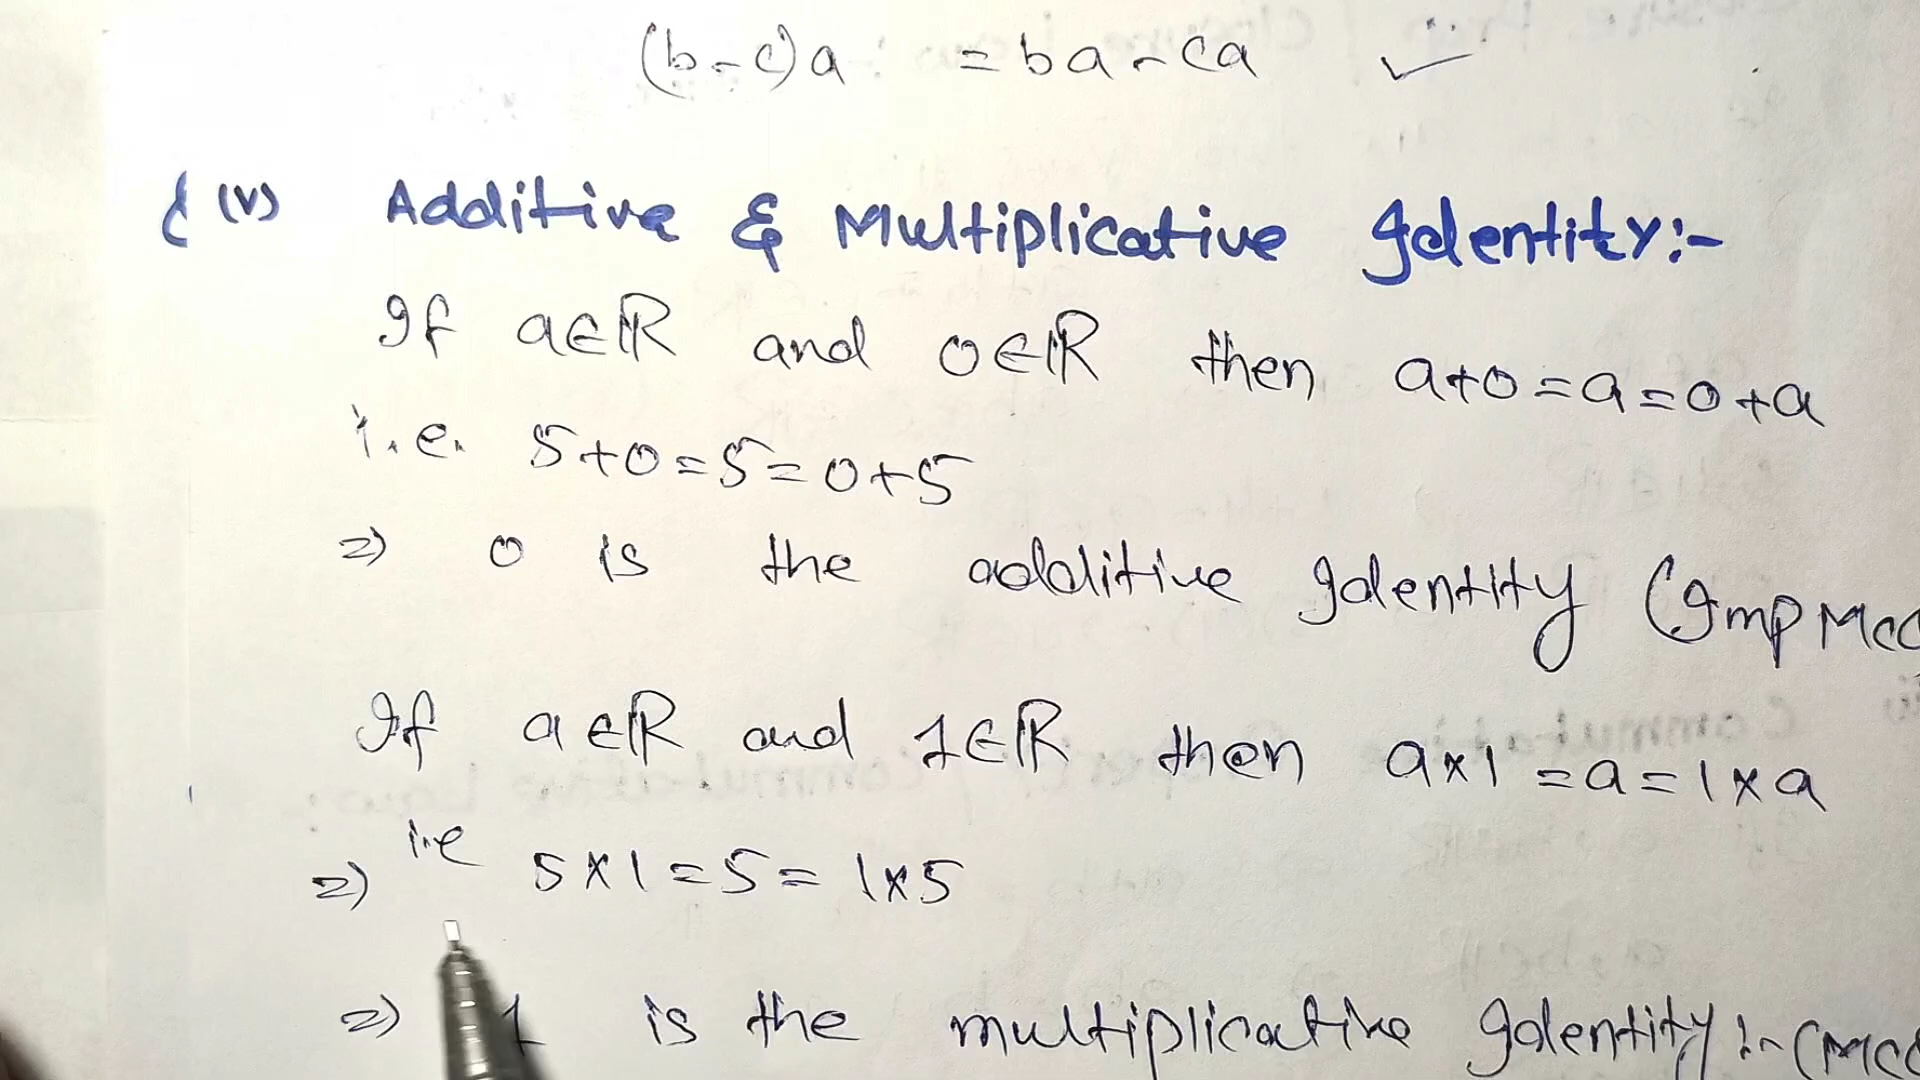 (b-c)a = ba-ca ✓
(v) Additive & Multiplicative Identity:-
If a∈ℝ and 0∈ℝ then a+0=a=0+a
i.e. 5+0=5=0+5
⇒ 0 is the additive Identity (Imp
If a∈ℝ and 1∈ℝ then a×1=a=1×a
⇒ i.e 5×1=5=1×5
⇒ 1 is the multiplicative Identity:-